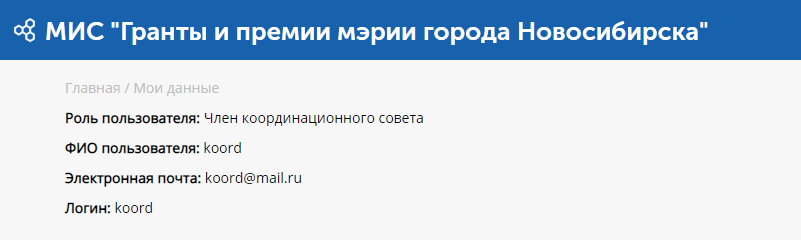 МИС "Гранты и премии мэрии города Новосибирска"
Главная / Мои данные
Роль пользователя: Член координационного совета
ФИО пользователя: koord
Электронная почта: koord@mail.ru
Логин: koord